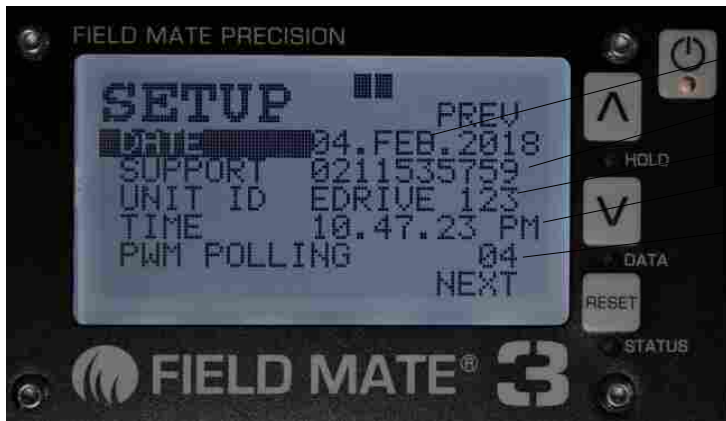 FIELD MATE PRECISION
SETUP
PREV
DATE 04.FEB.2018
SUPPORT 0211535759
UNIT ID EDRIVE 123
TIME 10.47.23 PM
PWM POLLING 04
NEXT
HOLD
DATA
RESET
STATUS
FIELD MATE® 3